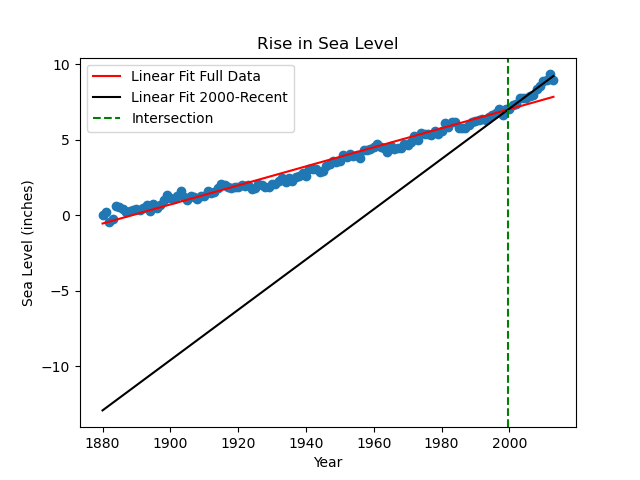 Rise in Sea Level
Linear Fit Full Data
Linear Fit 2000-Recent
Intersection
10
5
0
−5
−10
Sea Level (inches)
1880
1900
1920
1940
1960
1980
2000
Year